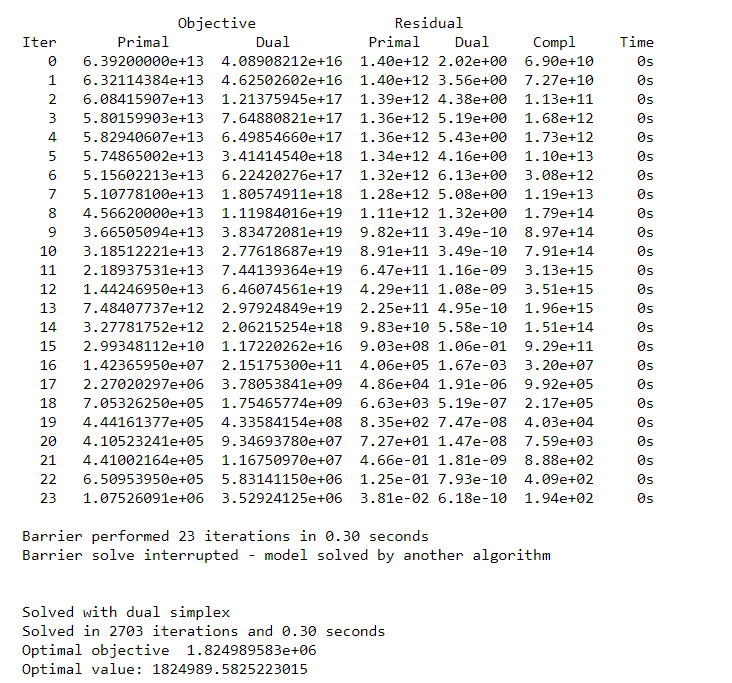 Objective Residual
Iter Primal Dual Primal Dual Compl Time
0 6.39200000e+13 4.08908212e+16 1.40e+12 2.02e+00 6.90e+10 0s
1 6.32114384e+13 4.62502602e+16 1.40e+12 3.56e+00 7.27e+10 0s
2 6.08415907e+13 1.21375945e+17 1.39e+12 4.38e+00 1.13e+11 0s
3 5.80159903e+13 7.64880821e+17 1.36e+12 5.19e+00 1.68e+12 0s
4 5.82940607e+13 6.49854660e+17 1.36e+12 5.43e+00 1.73e+12 0s
5 5.74865002e+13 3.41414540e+18 1.34e+12 4.16e+00 1.10e+13 0s
6 5.15602213e+13 6.22420276e+17 1.32e+12 6.13e+00 3.08e+12 0s
7 5.10778100e+13 1.80574911e+18 1.28e+12 5.08e+00 1.19e+13 0s
8 4.56620000e+13 1.11984016e+19 1.11e+12 1.32e+00 1.79e+14 0s
9 3.66505094e+13 3.83472081e+19 9.82e+11 3.49e-10 8.97e+14 0s
10 3.18512221e+13 2.77618687e+19 8.91e+11 3.49e-10 7.91e+14 0s
11 2.18937531e+13 7.44139364e+19 6.47e+11 1.16e-09 3.13e+15 0s
12 1.44246950e+13 6.46074561e+19 4.29e+11 1.08e-09 3.51e+15 0s
13 7.48407737e+12 2.97924849e+19 2.25e+11 4.95e-10 1.96e+15 0s
14 3.27781752e+12 2.06215254e+18 9.83e+10 5.58e-10 1.51e+14 0s
15 2.99348112e+10 1.17220262e+16 9.03e+08 1.06e-01 9.29e+11 0s
16 1.42365950e+07 2.15175300e+11 4.06e+05 1.67e-03 3.20e+07 0s
17 2.27020297e+06 3.78053841e+09 4.86e+04 1.91e-06 9.92e+05 0s
18 7.05326250e+05 1.75465774e+09 6.63e+03 5.19e-07 2.17e+05 0s
19 4.44161377e+05 4.33584154e+08 8.35e+02 7.47e-08 4.03e+04 0s
20 4.10523241e+05 9.34693780e+07 7.27e+01 1.47e-08 7.59e+03 0s
21 4.41002164e+05 1.16750970e+07 4.66e-01 1.81e-09 8.88e+02 0s
22 6.50953950e+05 5.83141150e+06 1.25e-01 7.93e-10 4.09e+02 0s
23 1.07526091e+06 3.52924125e+06 3.81e-02 6.18e-10 1.94e+02 0s
Barrier performed 23 iterations in 0.30 seconds
Barrier solve interrupted - model solved by another algorithm
Solved with dual simplex
Solved in 2703 iterations and 0.30 seconds
Optimal objective 1.824989583e+06
Optimal value: 1824989.5825223015